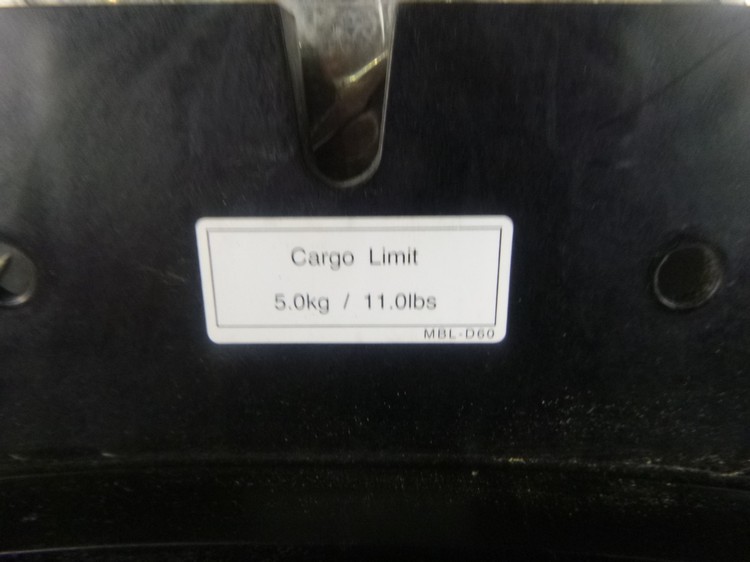 Cargo Limit
5.0kg / 11.0lbs
MBL-D60